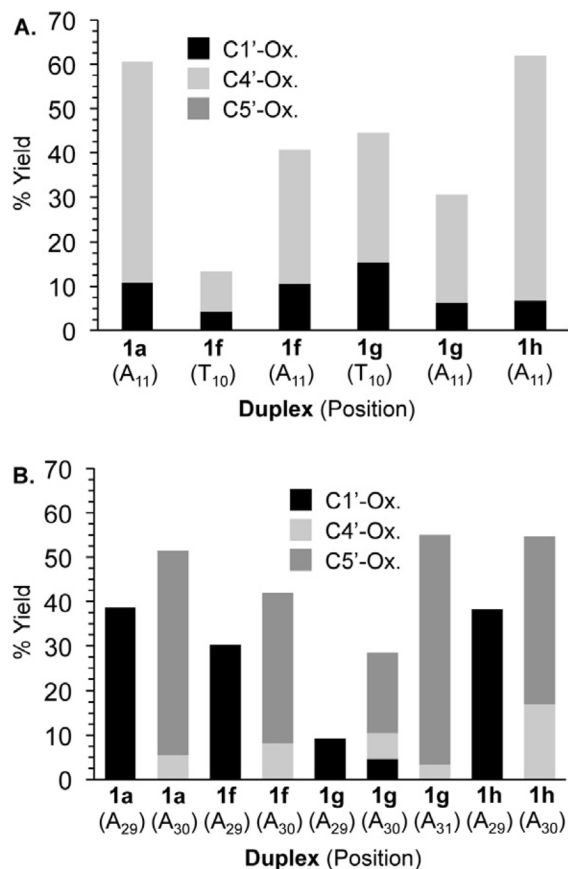 A.
70
60
50
40
30
20
10
0
% Yield
C1’-Ox.
C4’-Ox.
C5’-Ox.
1a 1f 1f 1g 1g 1h
(A₁₁) (T₁₀) (A₁₁) (T₁₀) (A₁₁) (A₁₁)
Duplex (Position)
B.
70
60
50
40
30
20
10
0
% Yield
C1’-Ox.
C4’-Ox.
C5’-Ox.
1a 1a 1f 1f 1g 1g 1g 1h 1h
(A₂₉) (A₃₀) (A₂₉) (A₃₀) (A₂₉) (A₃₀) (A₃₁) (A₂₉) (A₃₀)
Duplex (Position)